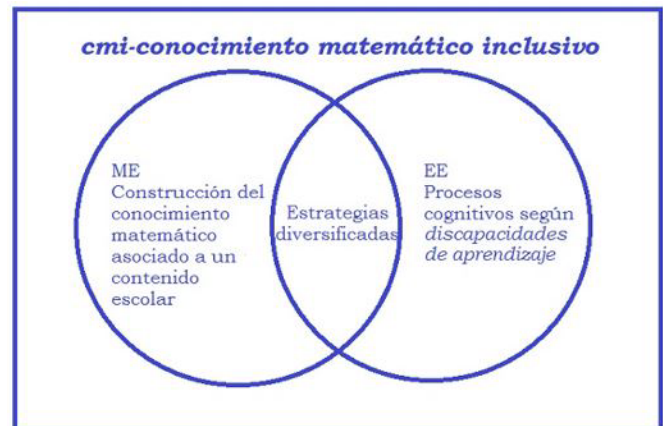 cmi-conocimiento matemático inclusivo
ME
Construcción del
conocimiento
matemático
asociado a un
contenido
escolar
Estrategias
diversificadas
EE
Procesos
cognitivos según
discapacidades
de aprendizaje